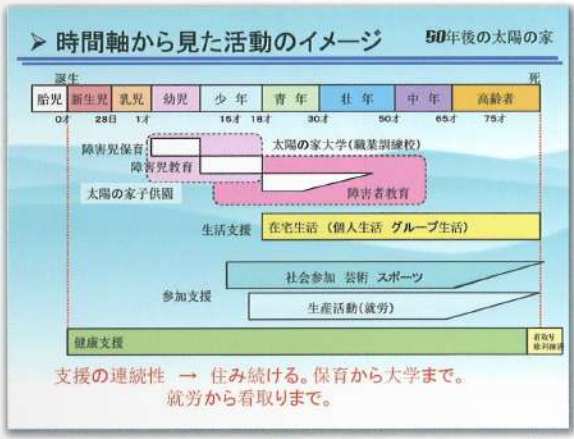 ➢ 時間軸から見た活動のイメージ
50年後の太陽の家
誕生
死
胎児 新生児 乳児 幼児 少年 青年 壮年 中年 高齢者
0才 28日 1才 15才 18才 30才 50才 65才 75才
障害児保育
太陽の家大学(職業訓練校)
障害児教育
太陽の家子供園
障害者教育
生活支援
在宅生活 (個人生活 グループ生活)
社会参加 芸術 スポーツ
参加支援
生産活動(就労)
健康支援
看取り
支援の連続性 → 住み続ける。保育から大学まで。
就労から看取りまで。